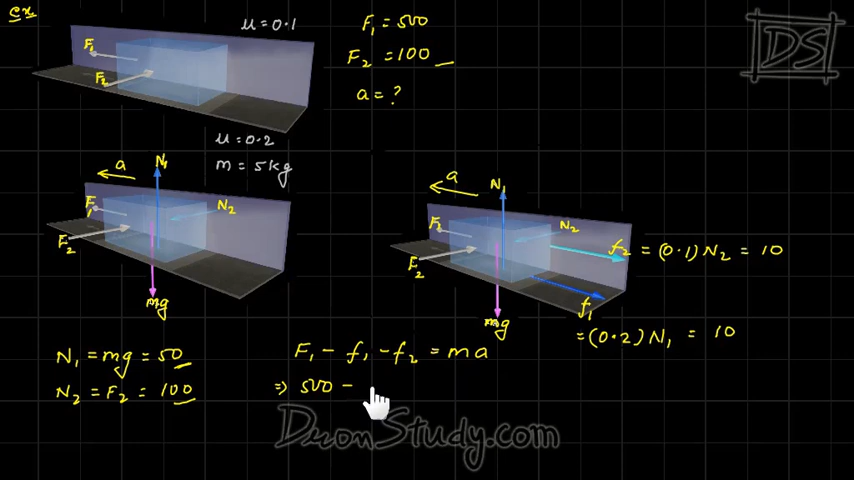 Ex
μ = 0.1
F₁ = 500
F₂ = 100
a = ?
DS
F₁
F₂
μ = 0.2
m = 5kg
a
N₁
N₂
F₁
F₂
mg
a
N₁
N₂
F₁
F₂
f₂ = (0.1) N₂ = 10
f₁ = (0.2) N₁ = 10
mg
N₁ = mg = 50
N₂ = F₂ = 100
F₁ - f₁ - f₂ = ma
⇒ 500 -
DronStudy.com